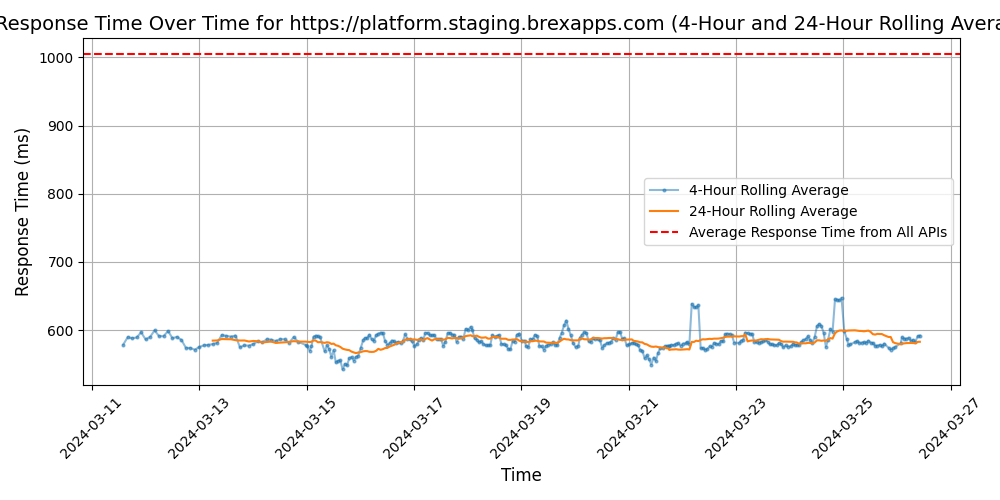 Response Time Over Time for https://platform.staging.brexapps.com (4-Hour and 24-Hour Rolling Avera
Response Time (ms)
1000
900
800
700
600
4-Hour Rolling Average
24-Hour Rolling Average
Average Response Time from All APIs
2024-03-11
2024-03-13
2024-03-15
2024-03-17
2024-03-19
2024-03-21
2024-03-23
2024-03-25
2024-03-27
Time